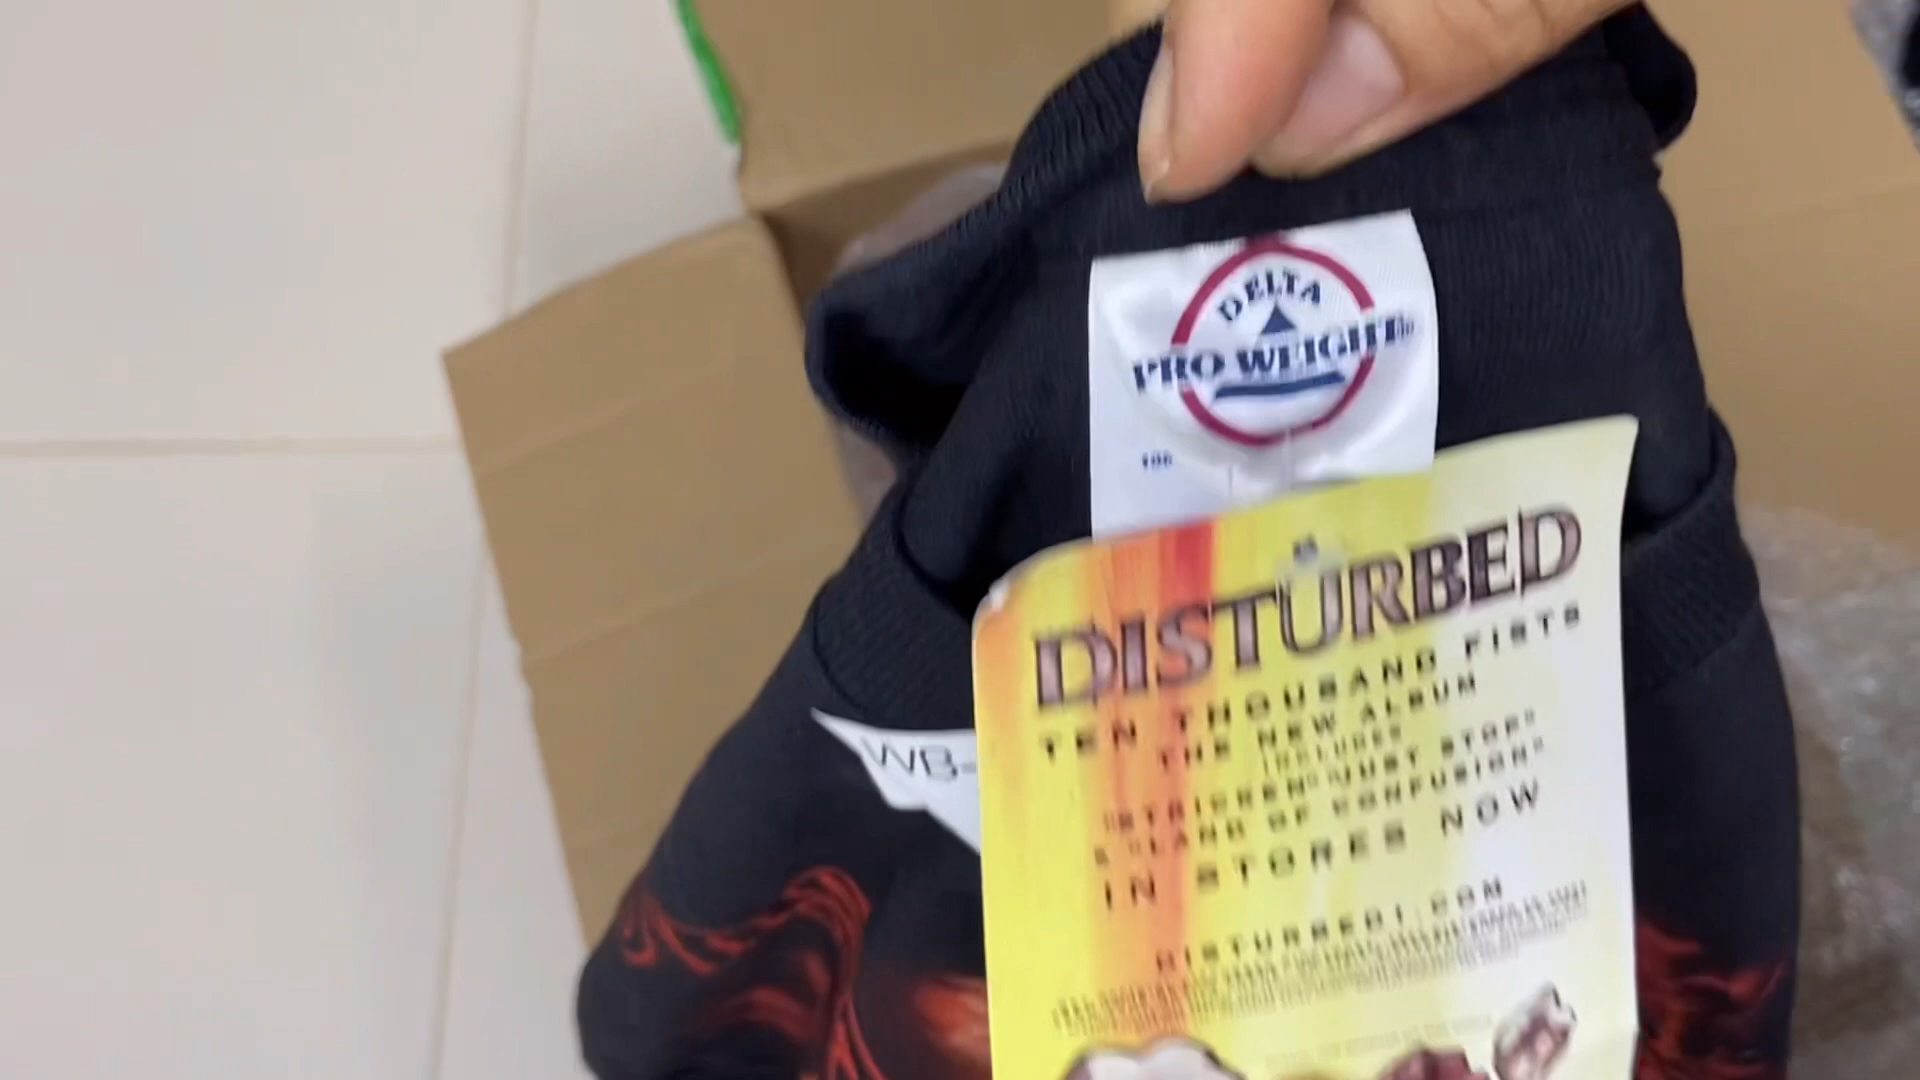 DELTA
PRO WEIGHT
DISTURBED
TEN THOUSAND FISTS
THE NEW ALBUM
INCLUDES
"STRICKEN" "JUST STOP"
& "LAND OF CONFUSION"
IN STORES NOW
DISTURBED1.COM
WB-